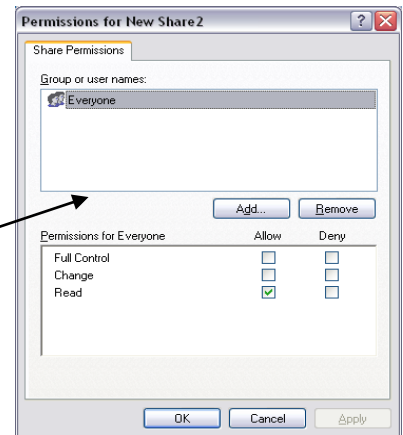 Permissions for New Share2
Share Permissions
Group or user names:
Everyone
Add... Remove
Permissions for Everyone Allow Deny
Full Control
Change
Read
OK Cancel Apply